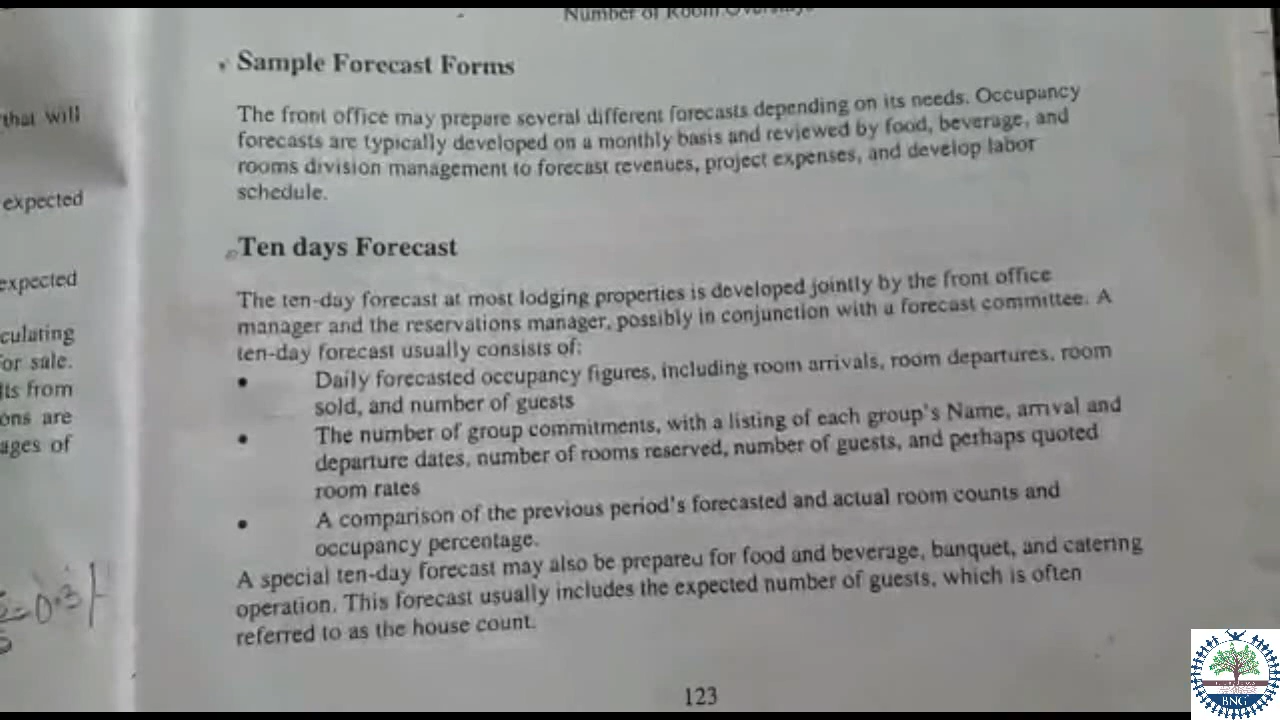 Number of Room Overstays
Sample Forecast Forms
The front office may prepare several different forecasts depending on its needs. Occupancy
forecasts are typically developed on a monthly basis and reviewed by food, beverage, and
rooms division management to forecast revenues, project expenses, and develop labor
schedule.
Ten days Forecast
The ten-day forecast at most lodging properties is developed jointly by the front office
manager and the reservations manager, possibly in conjunction with a forecast committee. A
ten-day forecast usually consists of:
• Daily forecasted occupancy figures, including room arrivals, room departures, room
sold, and number of guests
• The number of group commitments, with a listing of each group's Name, arrival and
departure dates, number of rooms reserved, number of guests, and perhaps quoted
room rates
• A comparison of the previous period's forecasted and actual room counts and
occupancy percentage.
A special ten-day forecast may also be prepared for food and beverage, banquet, and catering
operation. This forecast usually includes the expected number of guests, which is often
referred to as the house count.
123
that will
expected
expected
culating
for sale.
lts from
ons are
ages of
BNG